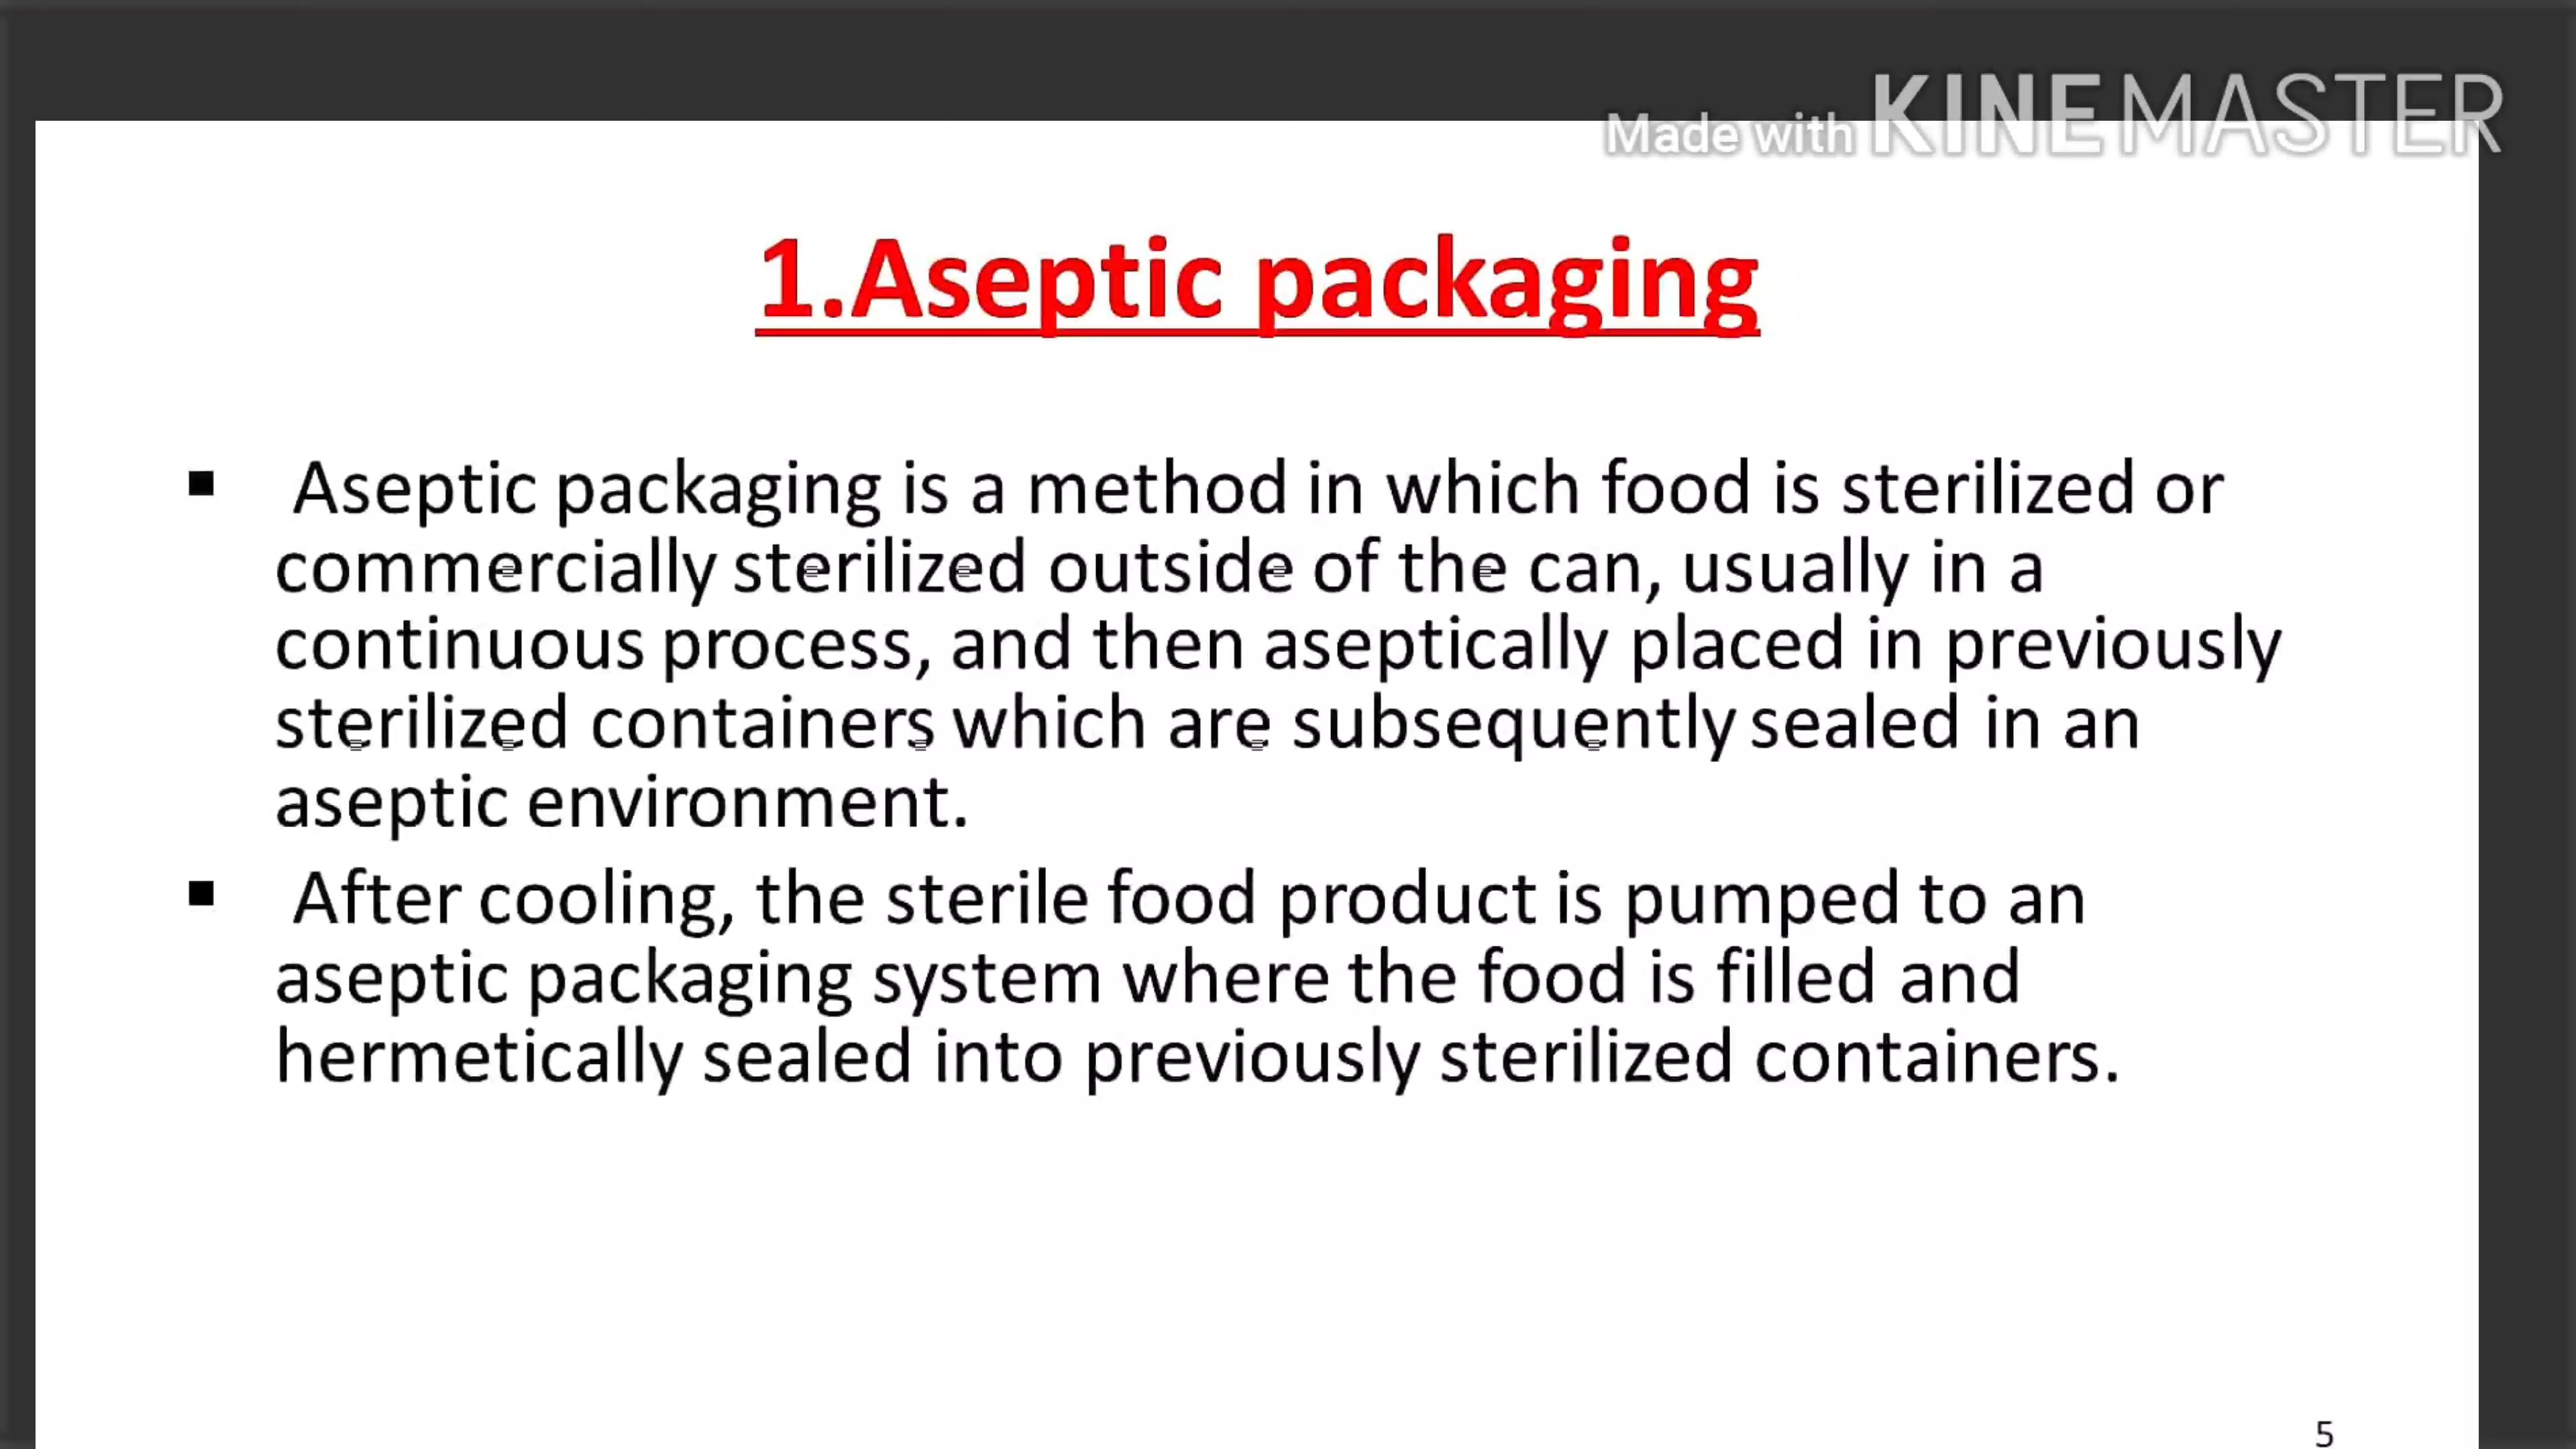 Made with KINEMASTER
1.Aseptic packaging
▪ Aseptic packaging is a method in which food is sterilized or
commercially sterilized outside of the can, usually in a
continuous process, and then aseptically placed in previously
sterilized containers which are subsequently sealed in an
aseptic environment.
▪ After cooling, the sterile food product is pumped to an
aseptic packaging system where the food is filled and
hermetically sealed into previously sterilized containers.
5